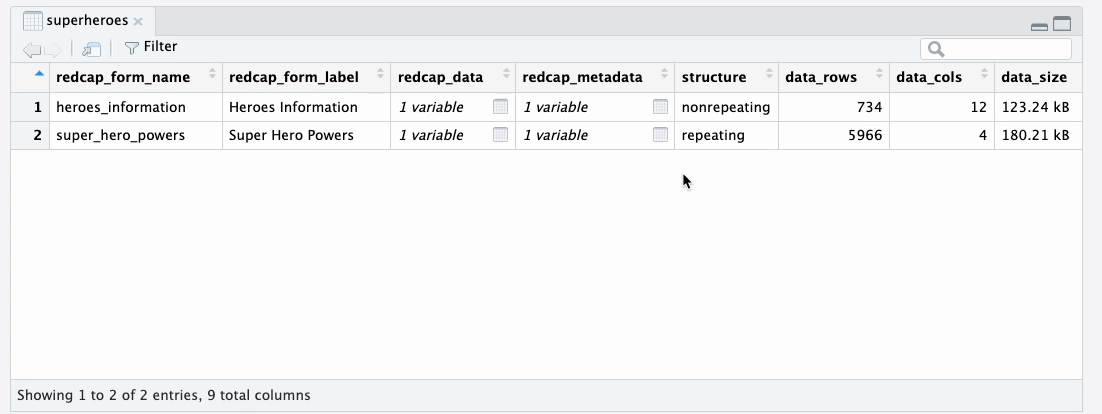 superheroes
Filter
redcap_form_name redcap_form_label redcap_data redcap_metadata structure data_rows data_cols data_size
1 heroes_information Heroes Information 1 variable 1 variable nonrepeating 734 12 123.24 kB
2 super_hero_powers Super Hero Powers 1 variable 1 variable repeating 5966 4 180.21 kB
Showing 1 to 2 of 2 entries, 9 total columns